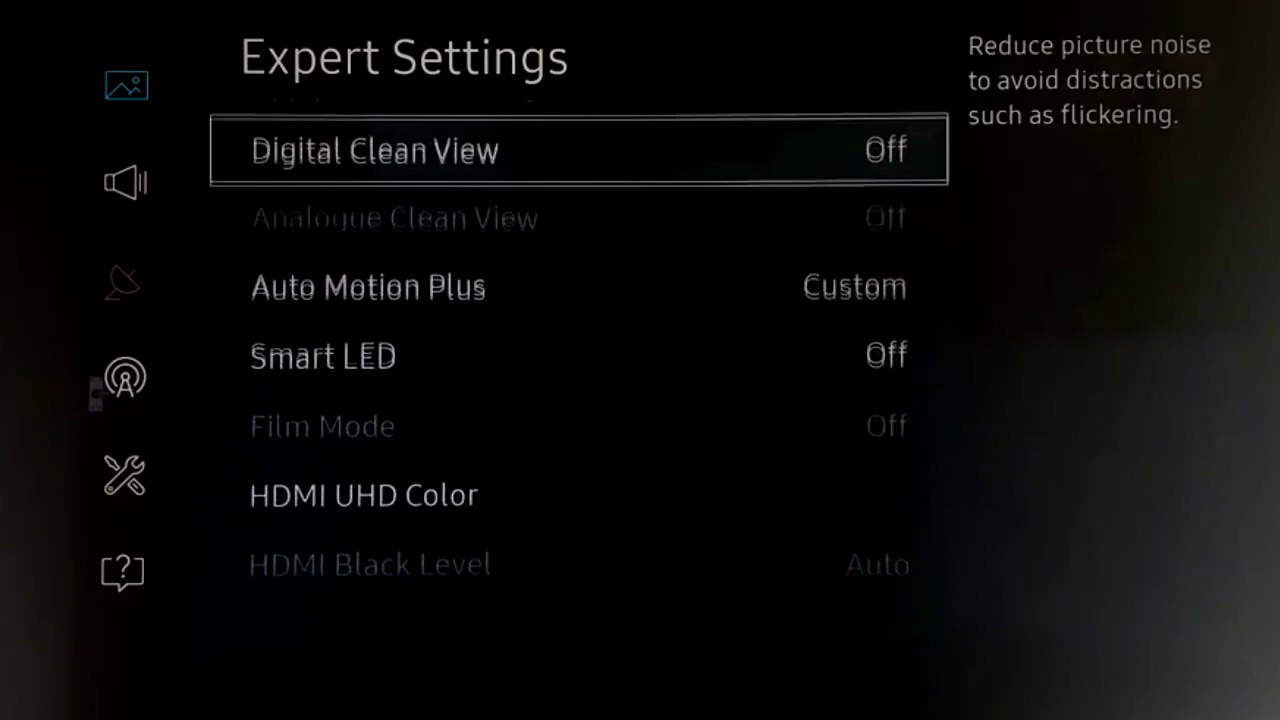 Expert Settings
Reduce picture noise
to avoid distractions
such as flickering.
Digital Clean View Off
Analogue Clean View Off
Auto Motion Plus Custom
Smart LED Off
Film Mode Off
HDMI UHD Color
HDMI Black Level Auto